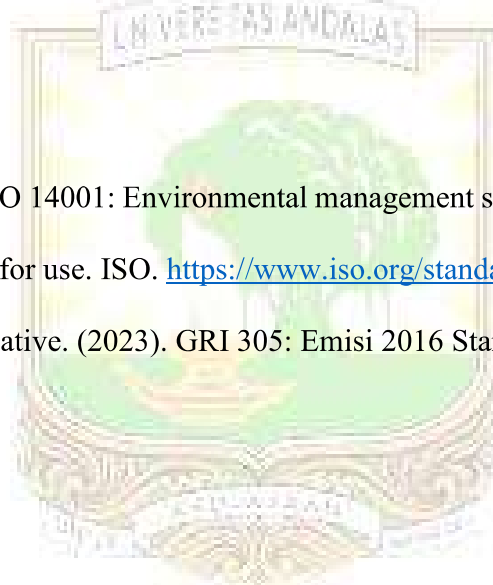 UNIVERSITAS ANDALAS
O 14001: Environmental management s
for use. ISO. https://www.iso.org/standa
ative. (2023). GRI 305: Emisi 2016 Sta